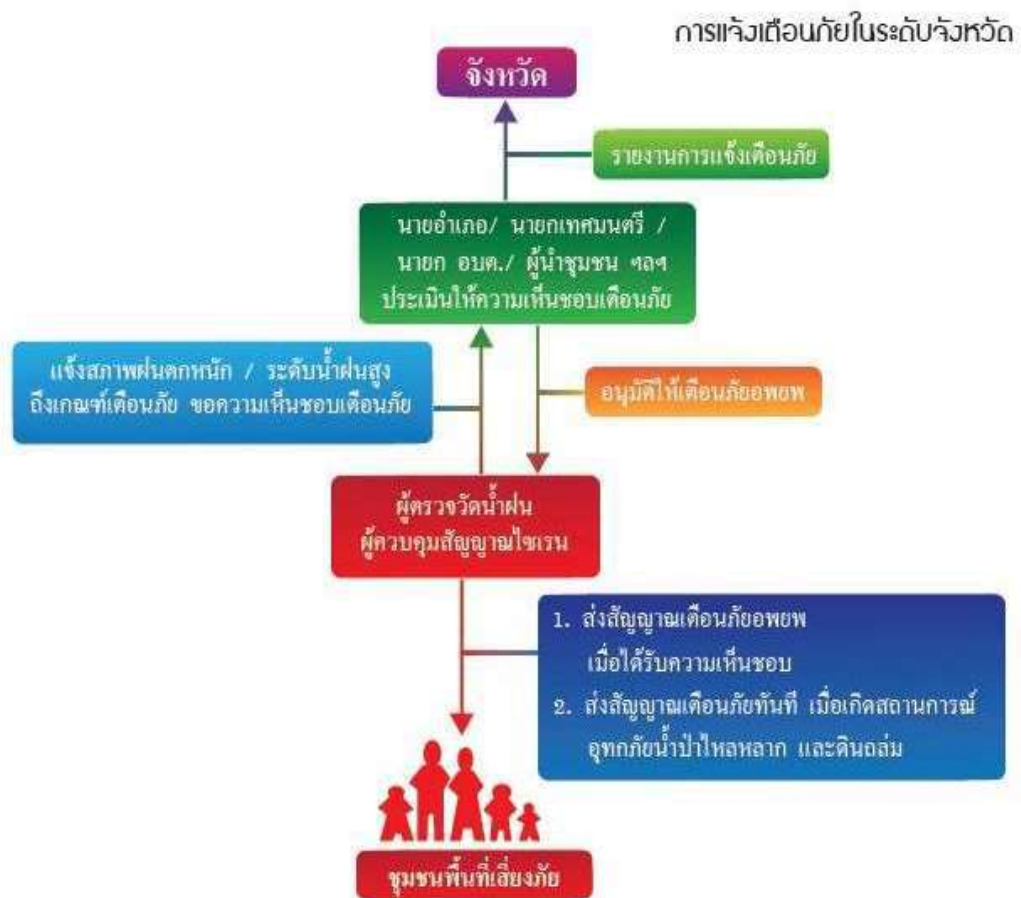 การแจ้งเตือนภัยในระดับจังหวัด
จังหวัด
รายงานการแจ้งเตือนภัย
นายอำเภอ/ นายกเทศมนตรี /
นายก อบต./ ผู้นำชุมชน ฯลฯ
ประเมินให้ความเห็นชอบเตือนภัย
แจ้งสภาพฝนตกหนัก / ระดับน้ำฝนสูง
ถึงเกณฑ์เตือนภัย ขอความเห็นชอบเตือนภัย
อนุมัติให้เตือนภัยอพยพ
ผู้ตรวจวัดน้ำฝน
ผู้ควบคุมสัญญาณไซเรน
1. ส่งสัญญาณเตือนภัยอพยพ
เมื่อได้รับความเห็นชอบ
2. ส่งสัญญาณเตือนภัยทันที เมื่อเกิดสถานการณ์
อุทกภัยน้ำป่าไหลหลาก และดินถล่ม
ชุมชนพื้นที่เสี่ยงภัย